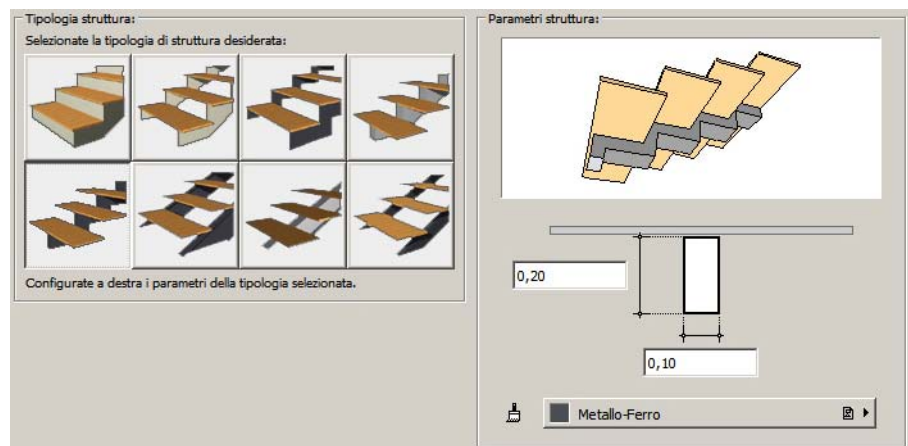 Tipologia struttura:
Selezionate la tipologia di struttura desiderata:
Configurate a destra i parametri della tipologia selezionata.
Parametri struttura:
0,20
0,10
Metallo-Ferro